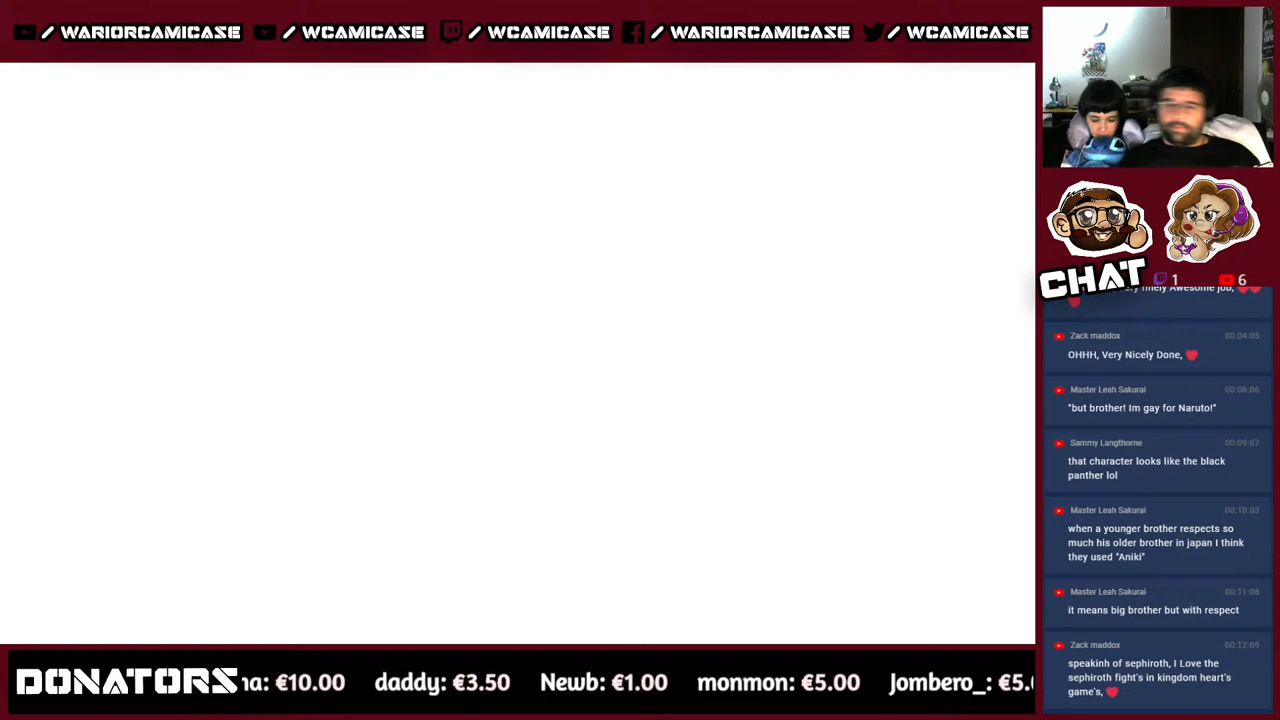 / WARIORCAMICASE / WCAMICASE / WCAMICASE / WARIORCAMICASE / WCAMICASE
CHAT 1 6
Awesome job, ❤❤
❤
Zack maddox 00:04:05
OHHH, Very Nicely Done, ❤
Master Leah Sakurai 00:06:06
"but brother! Im gay for Naruto!"
Sammy Langthorne 00:09:07
that character looks like the black
panther lol
Master Leah Sakurai 00:10:53
when a younger brother respects so
much his older brother in japan I think
they used "Aniki"
Master Leah Sakurai 00:11:08
it means big brother but with respect
Zack maddox 00:12:09
speakinh of sephiroth, I Love the
sephiroth fight's in kingdom heart's
game's, ❤
DONATORS na: €10.00 daddy: €3.50 Newb: €1.00 monmon: €5.00 Jombero_: €5.0